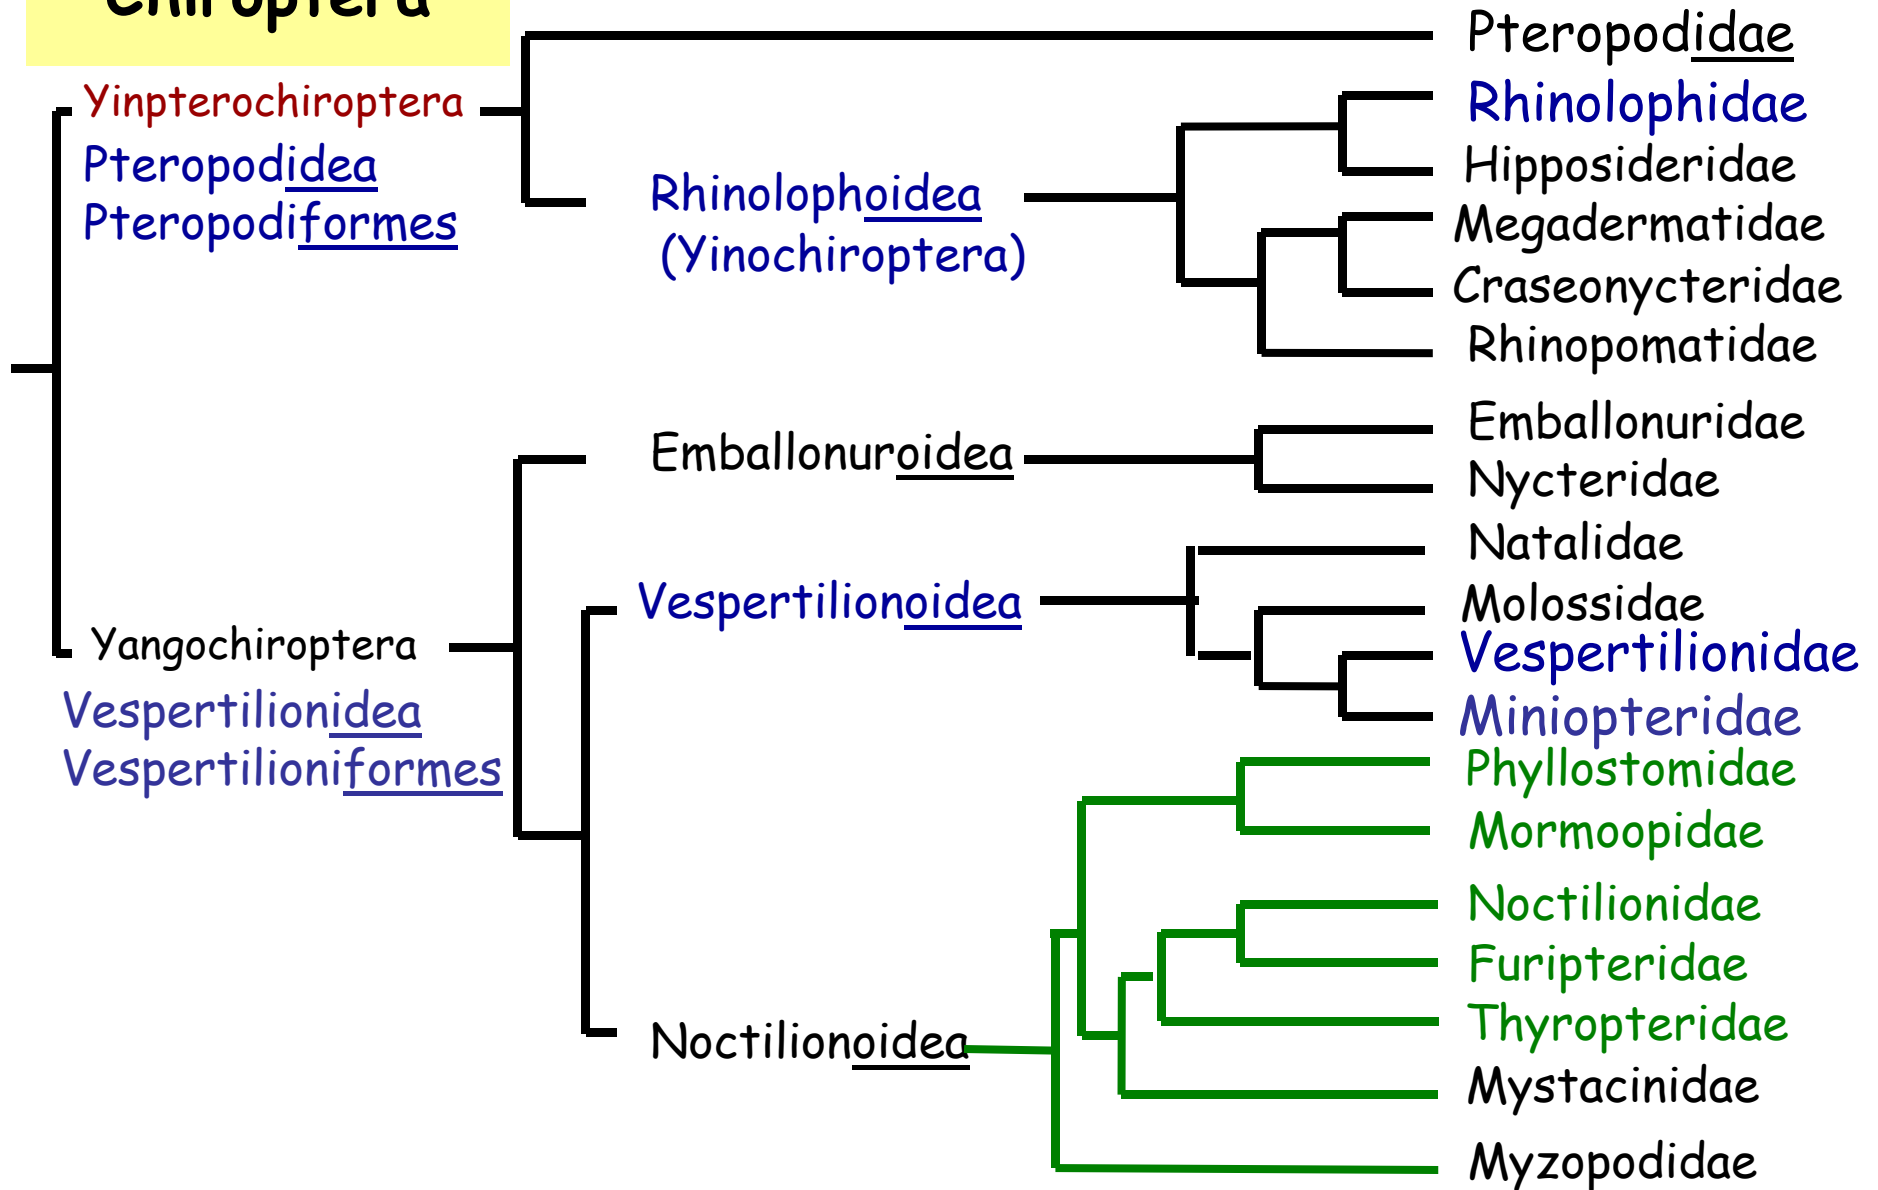 Chiroptera
Yinpterochiroptera
Pteropodidea
Pteropodiformes
Rhinolophoidea
(Yinochiroptera)
Emballonuroidea
Yangochiroptera
Vespertilionidea
Vespertilioniformes
Vespertilionoidea
Noctilionoidea
Pteropodidae
Rhinolophidae
Hipposideridae
Megadermatidae
Craseonycteridae
Rhinopomatidae
Emballonuridae
Nycteridae
Natalidae
Molossidae
Vespertilionidae
Miniopteridae
Phyllostomidae
Mormoopidae
Noctilionidae
Furipteridae
Thyropteridae
Mystacinidae
Myzopodidae